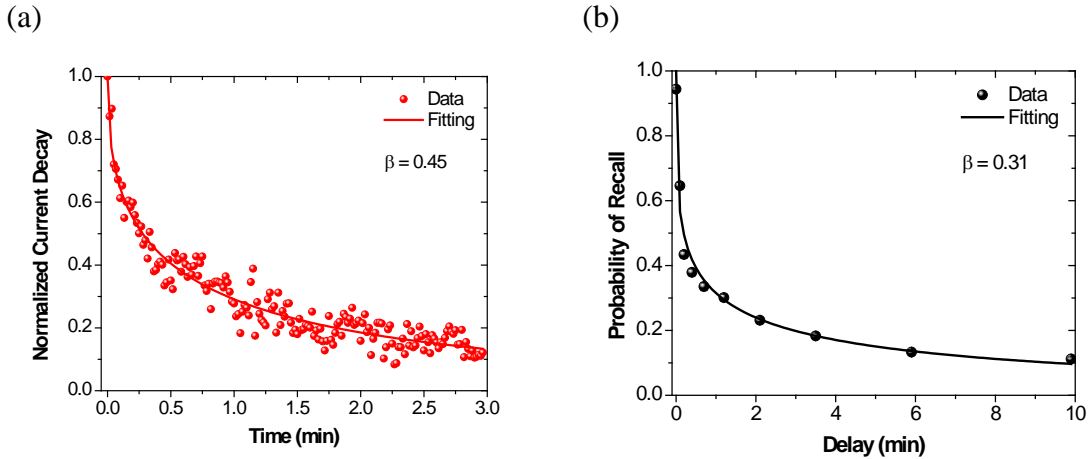 (a)
(b)
1.0
0.8
0.6
0.4
0.2
0.0
Normalized Current Decay
Data
Fitting
β = 0.45
0.0 0.5 1.0 1.5 2.0 2.5 3.0
Time (min)
1.0
0.8
0.6
0.4
0.2
0.0
Probability of Recall
Data
Fitting
β = 0.31
0 2 4 6 8 10
Delay (min)